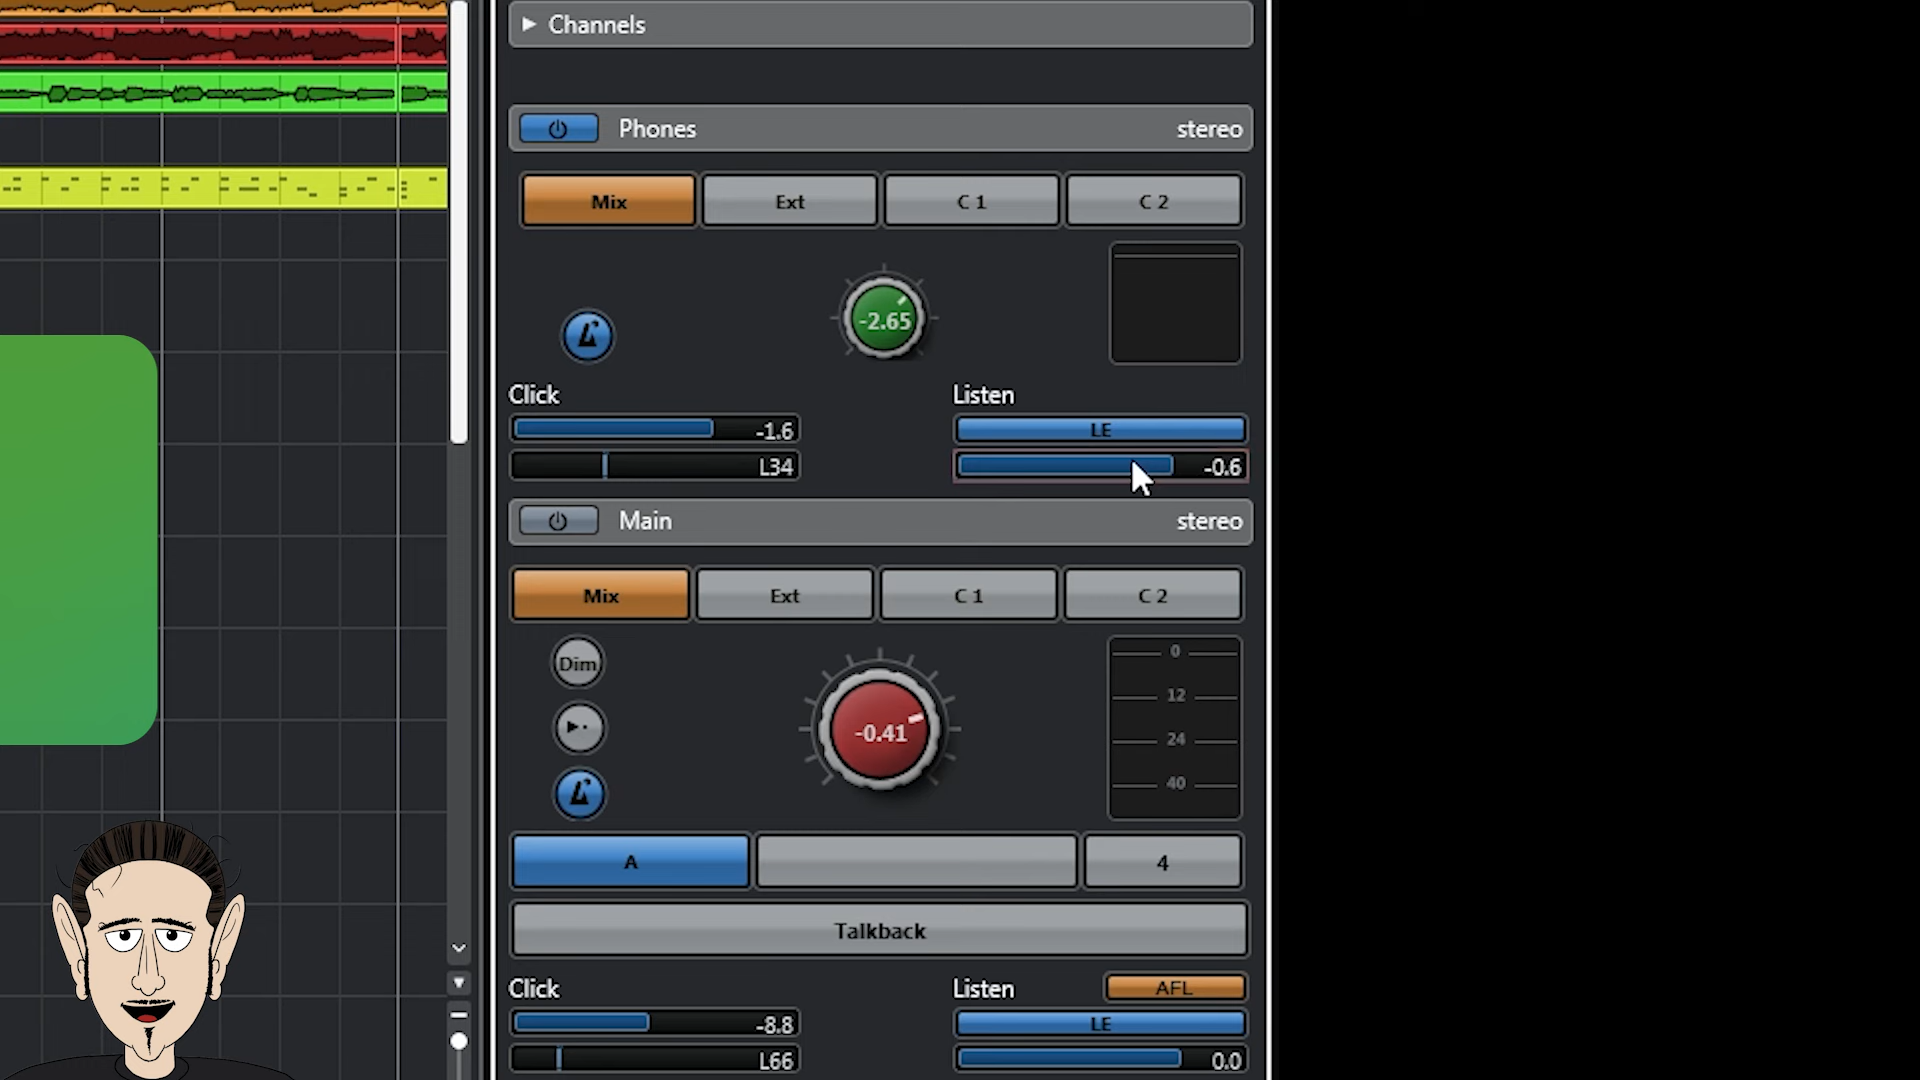 Channels
Phones stereo
Mix Ext C 1 C 2
-2.65
Click Listen
-1.6 LE
L34 -0.6
Main stereo
Mix Ext C 1 C 2
Dim
0
12
24
40
-0.41
A 4
Talkback
Click Listen AFL
-8.8 LE
L66 0.0